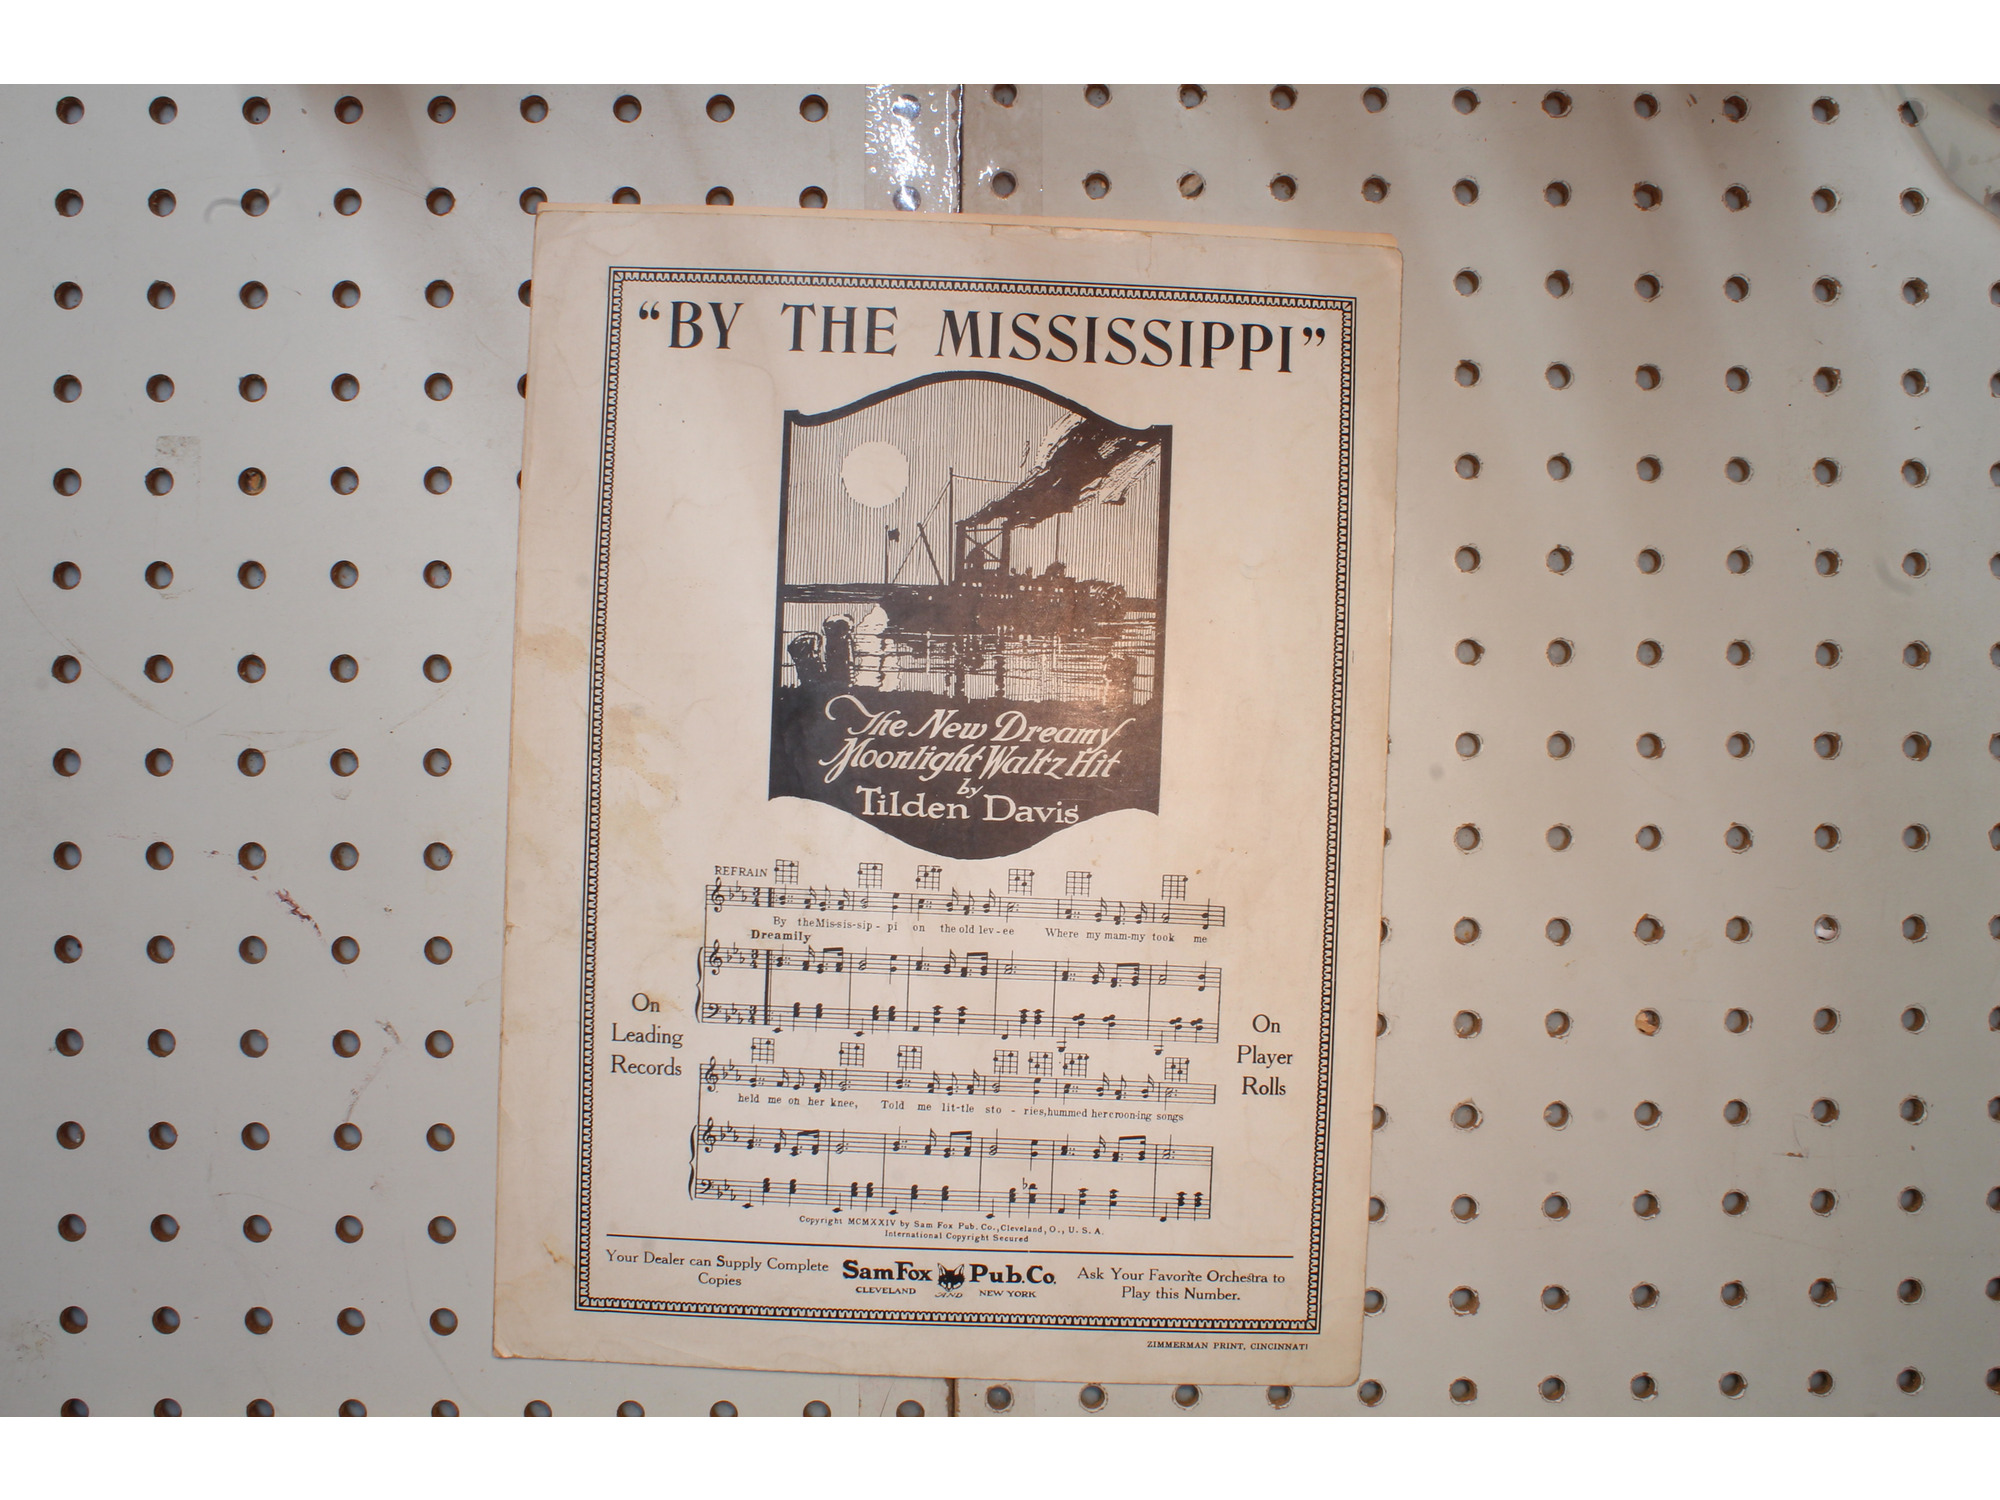 “BY THE MISSISSIPPI”
The New Dreamy
Moonlight Waltz Hit
by
Tilden Davis
REFRAIN
By the Mis-sis-sip-pi on the old lev-ee Where my mam-my took me
Dreamily
On
Leading
Records
On
Player
Rolls
held me on her knee, Told me lit-tle sto-ries, hummed her croon-ing songs
Copyright MCMXXIV by Sam Fox Pub. Co., Cleveland, O., U. S. A.
International Copyright Secured
Your Dealer can Supply Complete
Copies
Sam Fox Pub. Co.
CLEVELAND AND NEW YORK
Ask Your Favorite Orchestra to
Play this Number.
ZIMMERMAN PRINT, CINCINNATI